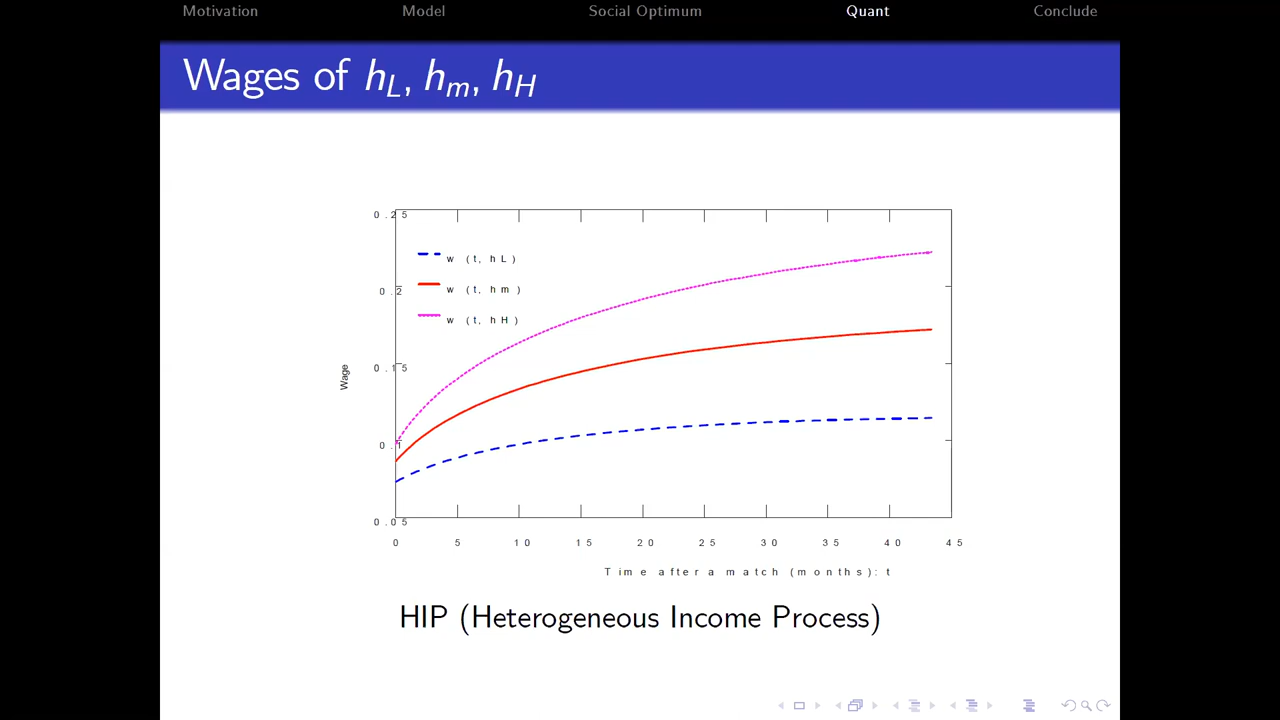 Motivation Model Social Optimum Quant Conclude
Wages of hL, hm, hH
0.25
w (t, hL)
0.2
w (t, hm)
w (t, hH)
0.15
Wage
0.1
0.05
0 5 10 15 20 25 30 35 40 45
Time after a match (months): t
HIP (Heterogeneous Income Process)